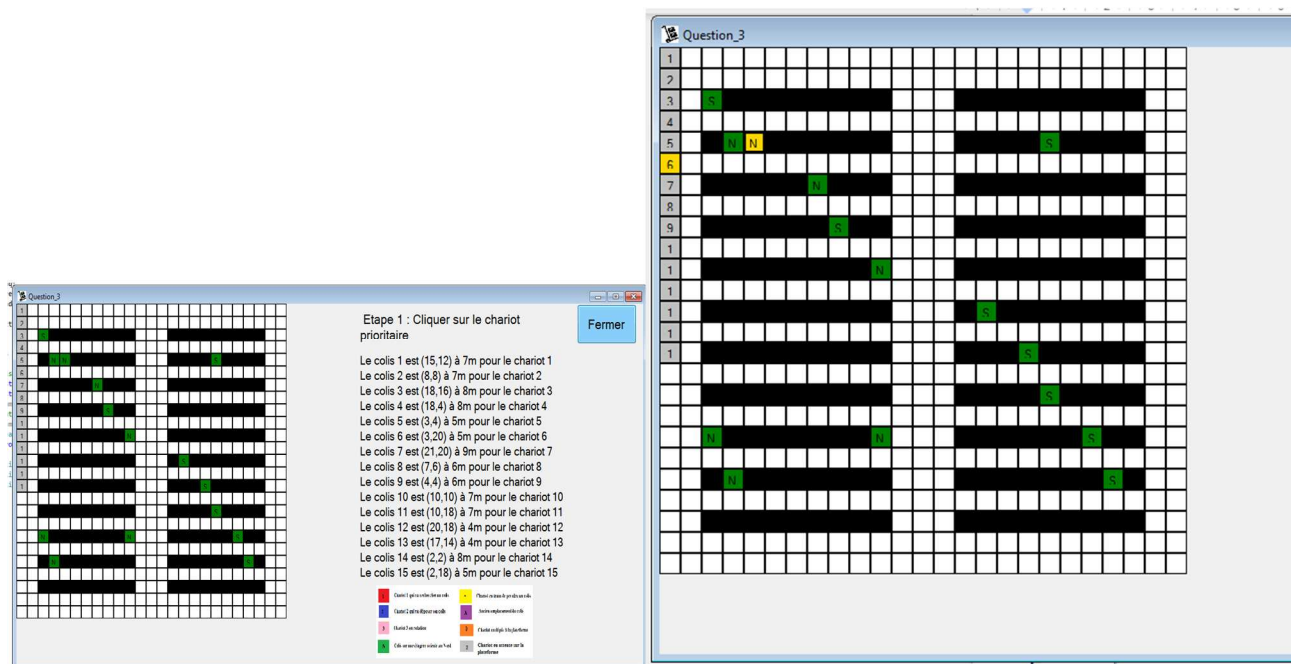 Question_3
Fermer
Etape 1 : Cliquer sur le chariot
prioritaire
Le colis 1 est (15,12) à 7m pour le chariot 1
Le colis 2 est (8,8) à 7m pour le chariot 2
Le colis 3 est (18,16) à 8m pour le chariot 3
Le colis 4 est (18,4) à 8m pour le chariot 4
Le colis 5 est (3,4) à 5m pour le chariot 5
Le colis 6 est (3,20) à 5m pour le chariot 6
Le colis 7 est (21,20) à 9m pour le chariot 7
Le colis 8 est (7,6) à 6m pour le chariot 8
Le colis 9 est (4,4) à 6m pour le chariot 9
Le colis 10 est (10,10) à 7m pour le chariot 10
Le colis 11 est (10,18) à 7m pour le chariot 11
Le colis 12 est (20,18) à 4m pour le chariot 12
Le colis 13 est (17,14) à 4m pour le chariot 13
Le colis 14 est (2,2) à 8m pour le chariot 14
Le colis 15 est (2,18) à 5m pour le chariot 15
Question_3
1
2
3 S
4
5 N N S
6
7 N
8
9 S
1
1 N
1
1 S
1
1 S
S
N N S
N S